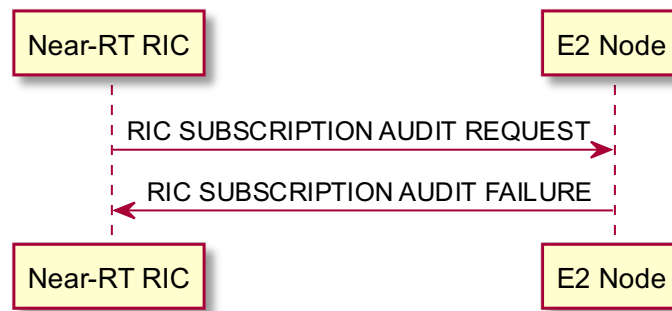 Near-RT RIC
E2 Node
RIC SUBSCRIPTION AUDIT REQUEST
RIC SUBSCRIPTION AUDIT FAILURE
Near-RT RIC
E2 Node